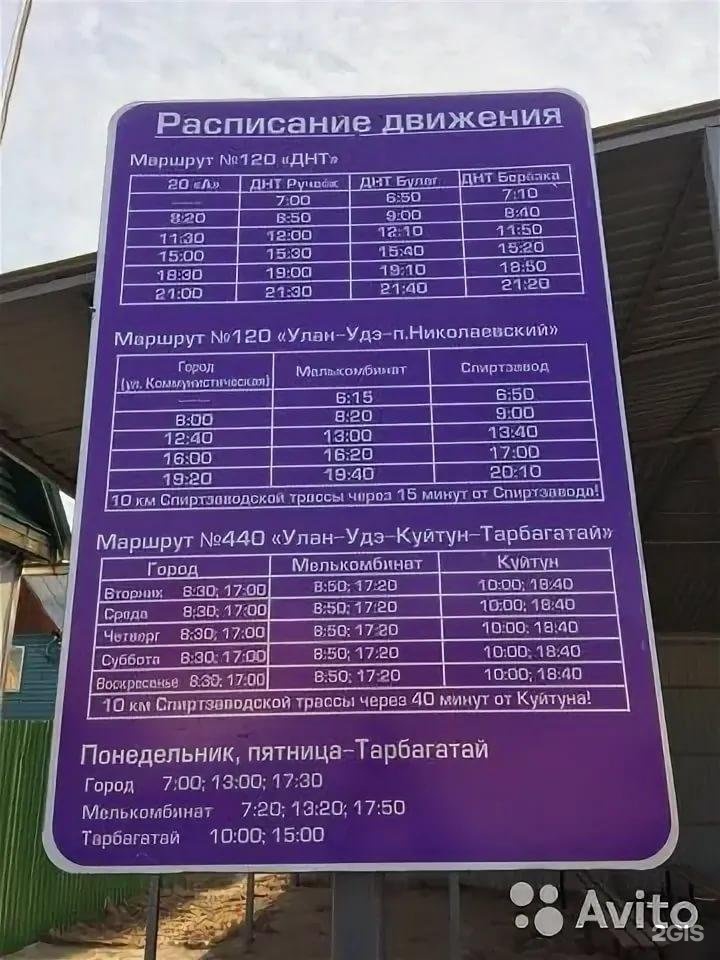 Расписание движения
Маршрут №120 «ДНТ»
20 «А» ДНТ Ручеек ДНТ Булаг ДНТ Березка
—— 7:00 6:50 7:10
8:20 8:50 9:00 8:40
11:30 12:00 12:10 11:50
15:00 15:30 15:40 15:20
18:30 19:00 19:10 18:50
21:00 21:30 21:40 21:20
Маршрут №120 «Улан-Удэ-п.Николаевский»
Город Мелькомбинат Спиртзавод
(ул. Коммунистическая)
—— 6:15 6:50
8:00 8:20 9:00
12:40 13:00 13:40
16:00 16:20 17:00
19:20 19:40 20:10
10 км Спиртзаводской трассы через 15 минут от Спиртзавода!
Маршрут №440 «Улан-Удэ-Куйтун-Тарбагатай»
Город Мелькомбинат Куйтун
Вторник 8:30; 17:00 8:50; 17:20 10:00; 18:40
Среда 8:30; 17:00 8:50; 17:20 10:00; 18:40
Четверг 8:30; 17:00 8:50; 17:20 10:00; 18:40
Суббота 8:30; 17:00 8:50; 17:20 10:00; 18:40
Воскресенье 8:30; 17:00 8:50; 17:20 10:00; 18:40
10 км Спиртзаводской трассы через 40 минут от Куйтуна!
Понедельник, пятница-Тарбагатай
Город 7:00; 13:00; 17:30
Мелькомбинат 7:20; 13:20; 17:50
Тарбагатай 10:00; 15:00
Avito
2GIS